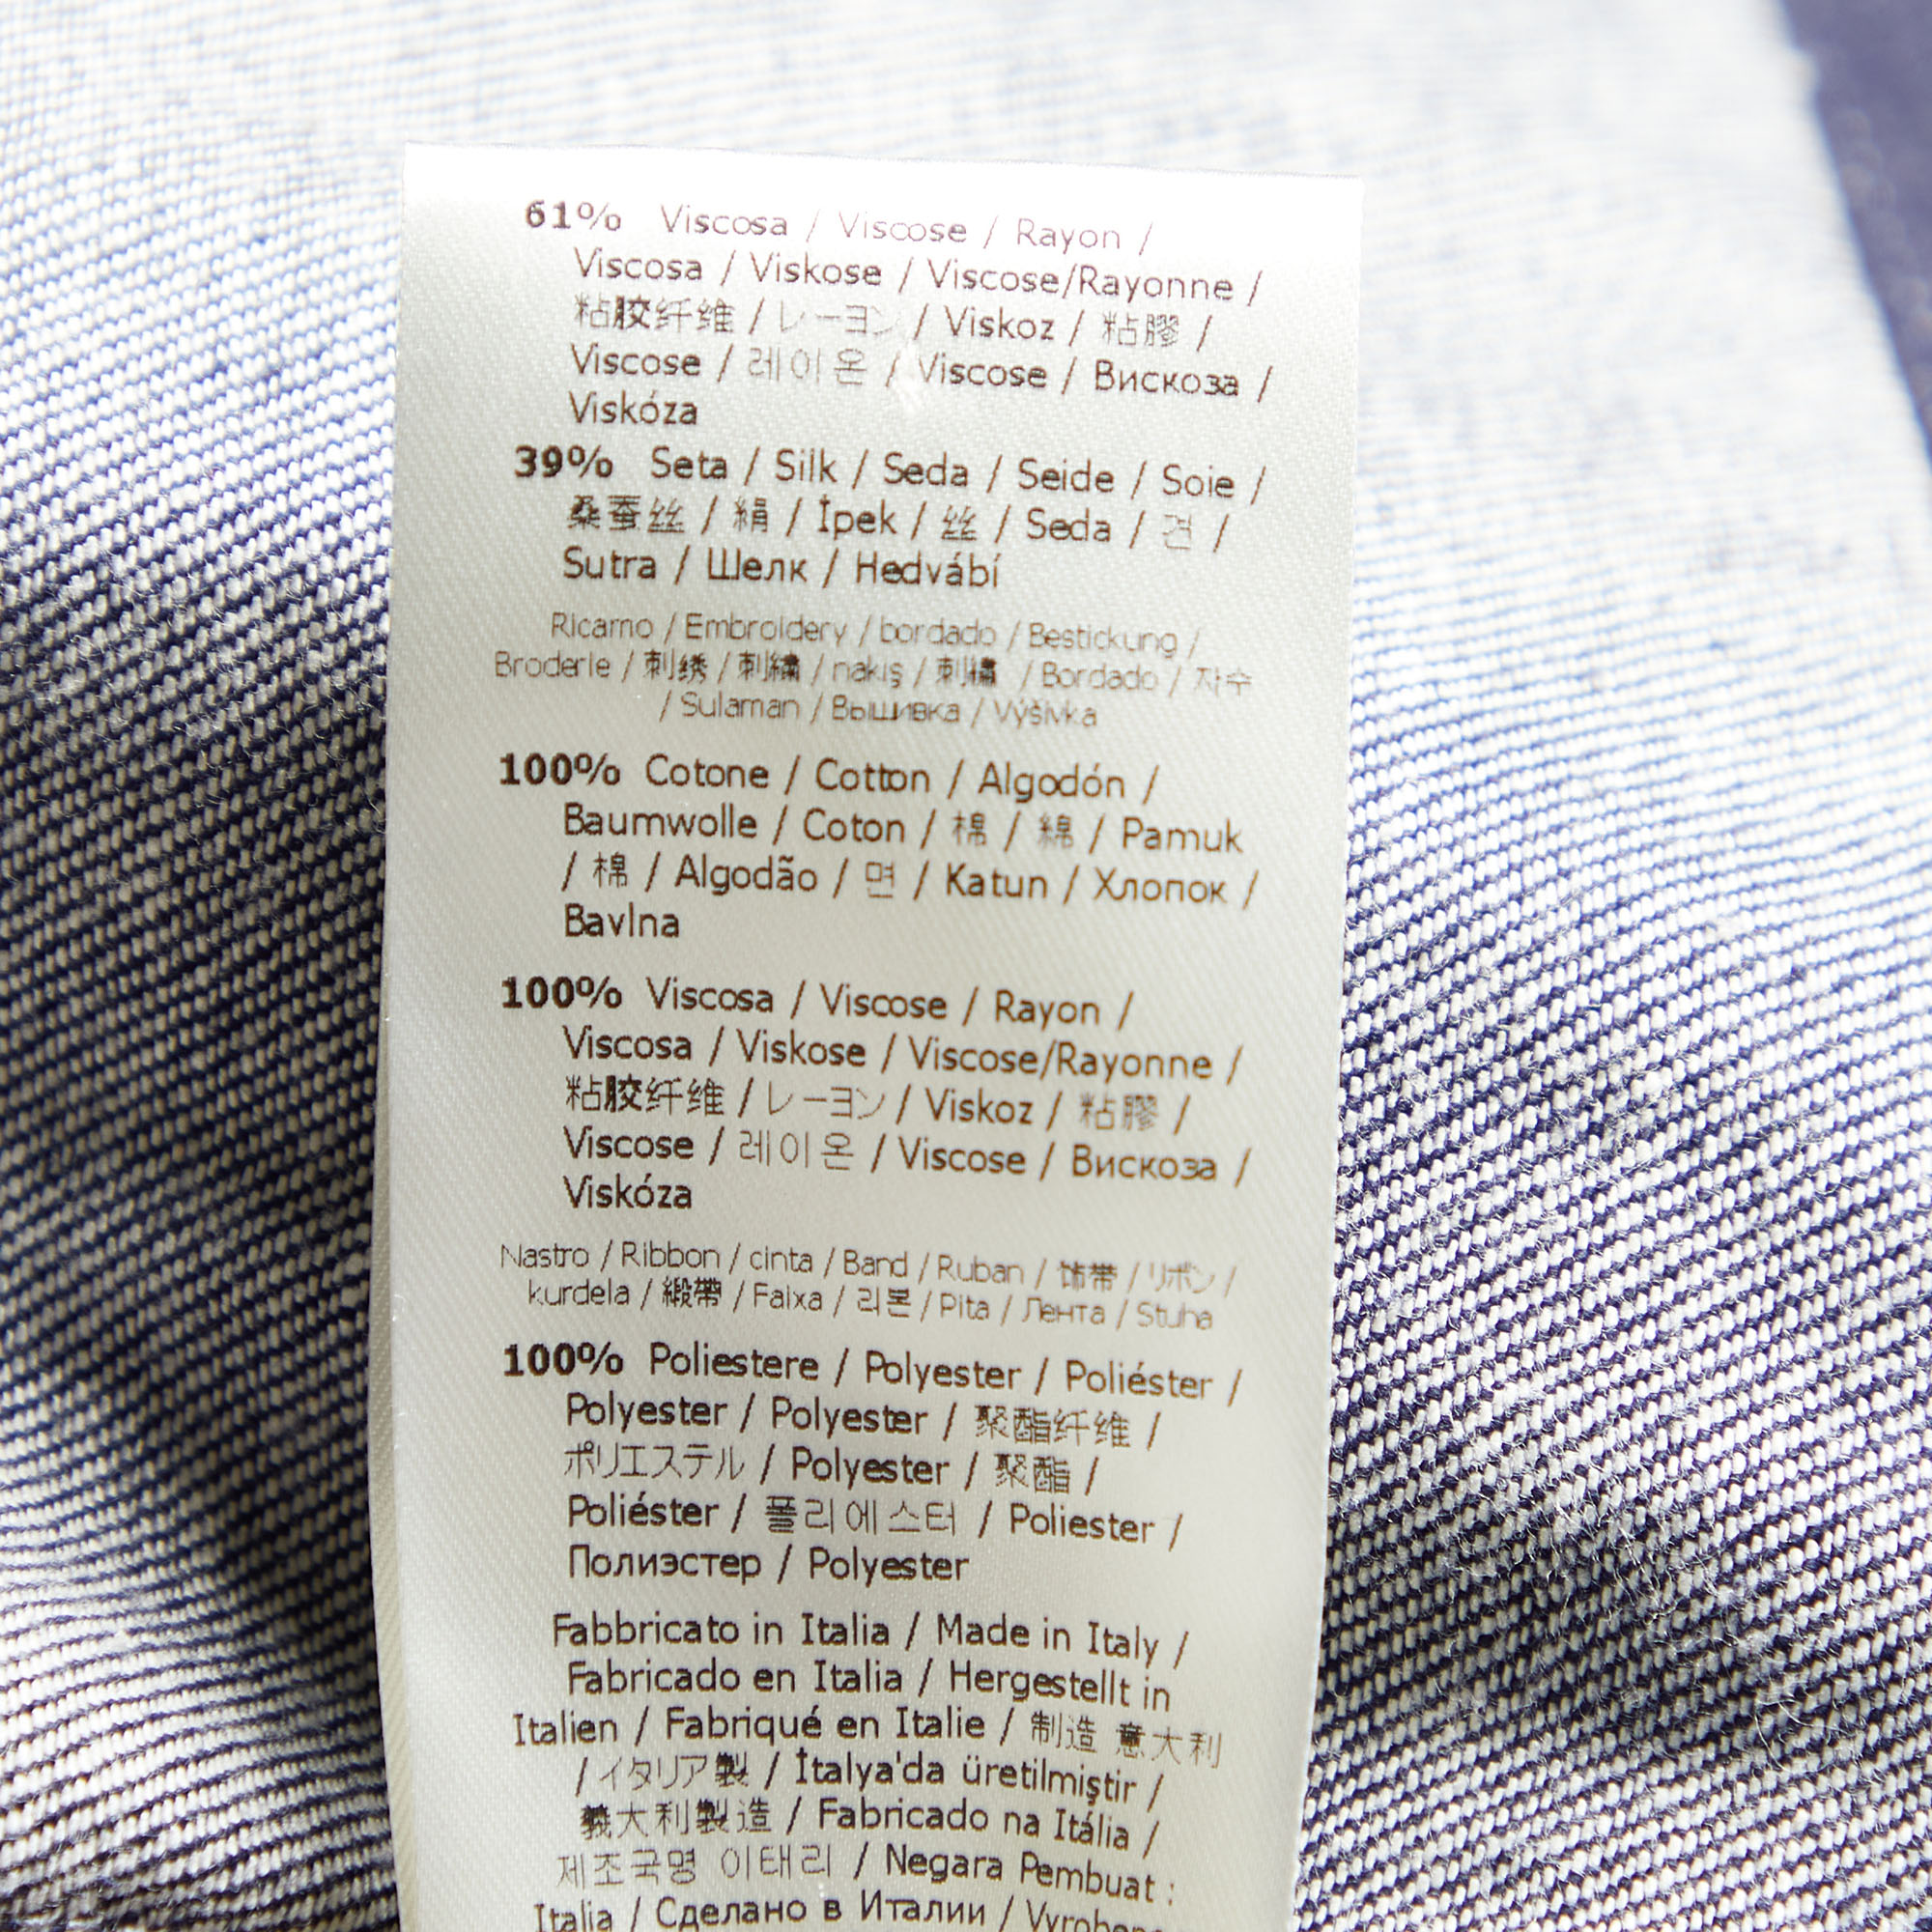 61% Viscosa / Viscose / Rayon /
Viscosa / Viskose / Viscose/Rayonne /
粘胶纤维 / レーヨン / Viskoz / 粘膠 /
Viscose / 레이온 / Viscose / Вискоза /
Viskóza
39% Seta / Silk / Seda / Seide / Soie /
桑蚕丝 / 絹 / İpek / 丝 / Seda / 견 /
Sutra / Шелк / Hedvábí
Ricamo / Embroidery / bordado / Bestickung /
Broderie / 刺绣 / 刺繍 / nakış / 刺繡 / Bordado / 자수
/ Sulaman / Вышивка / Výšivka
100% Cotone / Cotton / Algodón /
Baumwolle / Coton / 棉 / 綿 / Pamuk
/ 棉 / Algodão / 면 / Katun / Хлопок /
Bavlna
100% Viscosa / Viscose / Rayon /
Viscosa / Viskose / Viscose/Rayonne /
粘胶纤维 / レーヨン / Viskoz / 粘膠 /
Viscose / 레이온 / Viscose / Вискоза /
Viskóza
Nastro / Ribbon / cinta / Band / Ruban / 饰带 / リボン /
kurdela / 緞帶 / Faixa / 리본 / Pita / Лента / Stuha
100% Poliestere / Polyester / Poliéster /
Polyester / Polyester / 聚酯纤维 /
ポリエステル / Polyester / 聚酯 /
Poliéster / 폴리에스터 / Poliester /
Полиэстер / Polyester
Fabbricato in Italia / Made in Italy /
Fabricado en Italia / Hergestellt in
Italien / Fabriqué en Italie / 制造 意大利
/ イタリア製 / İtalya'da üretilmiştir /
義大利製造 / Fabricado na Itália /
제조국명 이태리 / Negara Pembuat :
Italia / Сделано в Италии /